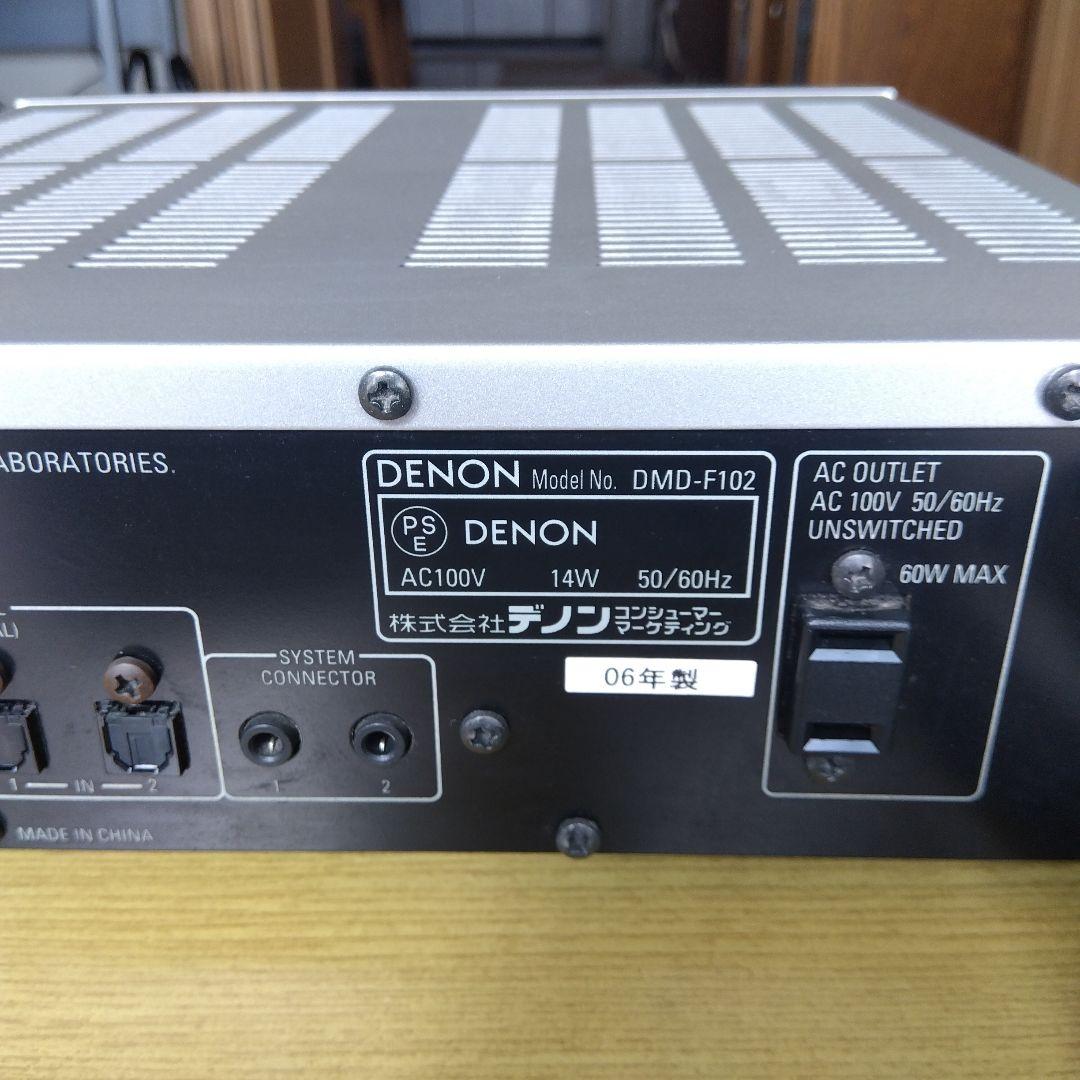 ABORATORIES.
DENON Model No. DMD-F102
PS
E
DENON
AC100V 14W 50/60Hz
株式会社デノン コンシューマー
マーケティング
AC OUTLET
AC 100V 50/60Hz
UNSWITCHED
60W MAX
AL)
SYSTEM
CONNECTOR
06年製
1 IN 2
1 2
MADE IN CHINA